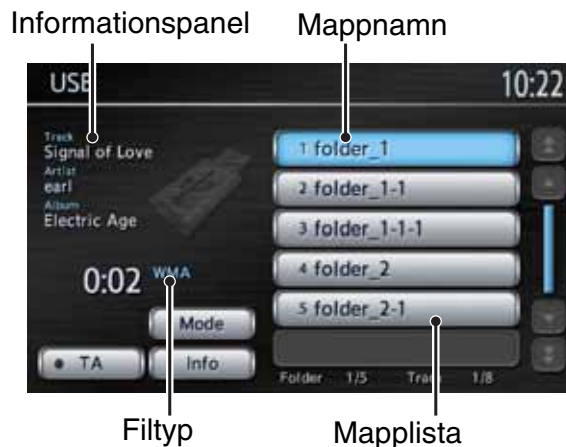 Informationspanel
Mappnamn
USB
10:22
Track
Signal of Love
Artist
earl
Album
Electric Age
0:02 WMA
Mode
TA
Info
1 folder_1
2 folder_1-1
3 folder_1-1-1
4 folder_2
5 folder_2-1
Folder 1/5 Track 1/8
Filtyp
Mapplista